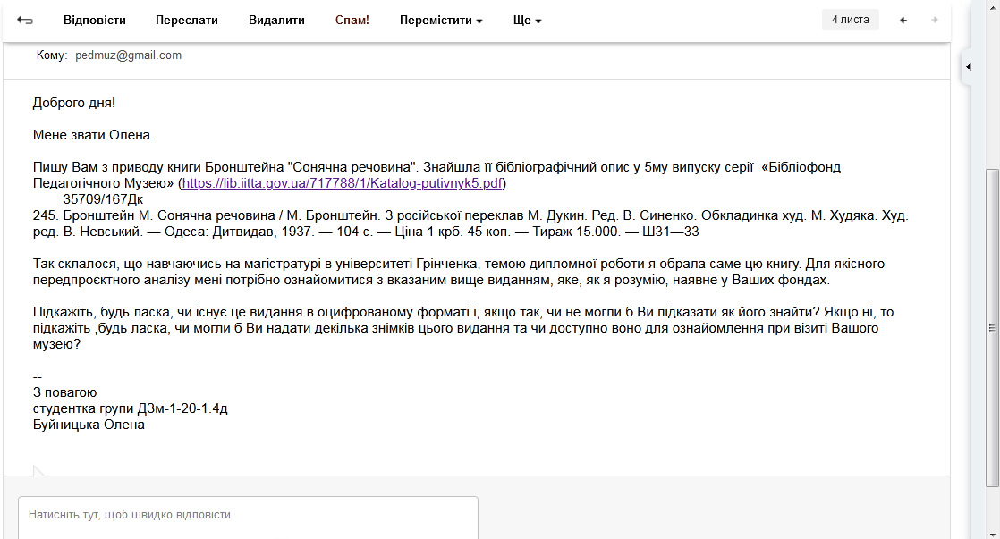 Відповісти Переслати Видалити Спам! Перемістити Ще 4 листа
Кому: pedmuz@gmail.com
Доброго дня!
Мене звати Олена.
Пишу Вам з приводу книги Бронштейна "Сонячна речовина". Знайшла її бібліографічний опис у 5му випуску серії «Бібліофонд
Педагогічного Музею» (https://lib.iitta.gov.ua/717788/1/Katalog-putivnyk5.pdf)
35709/167Дк
245. Бронштейн М. Сонячна речовина / М. Бронштейн. З російської переклав М. Дукин. Ред. В. Синенко. Обкладинка худ. М. Худяка. Худ.
ред. В. Невський. — Одеса: Дитвидав, 1937. — 104 с. — Ціна 1 крб. 45 коп. — Тираж 15.000. — Ш31—33
Так склалося, що навчаючись на магістратурі в університеті Грінченка, темою дипломної роботи я обрала саме цю книгу. Для якісного
передпроєктного аналізу мені потрібно ознайомитися з вказаним вище виданням, яке, як я розумію, наявне у Ваших фондах.
Підкажіть, будь ласка, чи існує це видання в оцифрованому форматі і, якщо так, чи не могли б Ви підказати як його знайти? Якщо ні, то
підкажіть ,будь ласка, чи могли б Ви надати декілька знімків цього видання та чи доступно воно для ознайомлення при візиті Вашого
музею?
--
З повагою
студентка групи ДЗм-1-20-1.4д
Буйницька Олена
Натисніть тут, щоб швидко відповісти